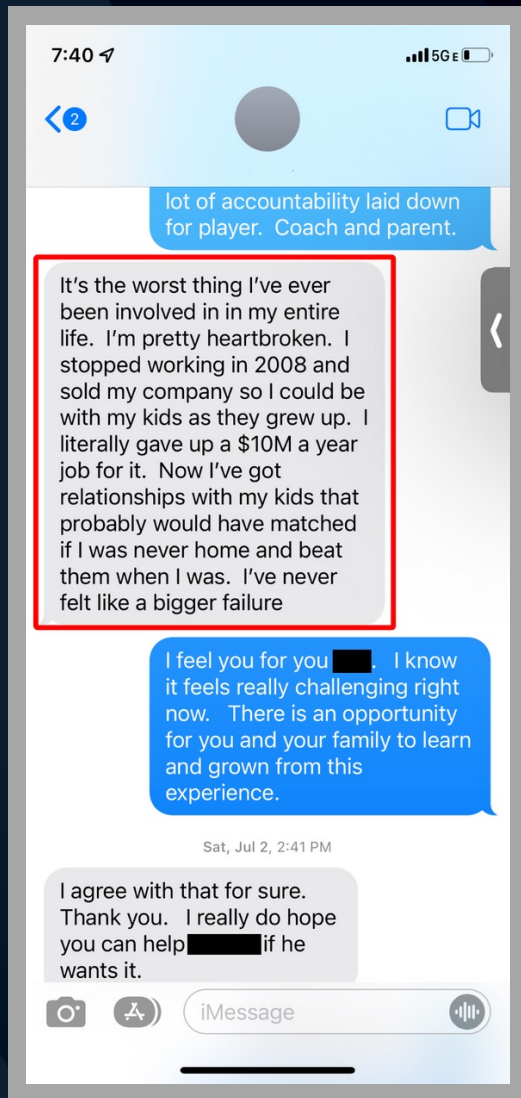 7:40
5GE
2
lot of accountability laid down
for player.  Coach and parent.
It’s the worst thing I’ve ever
been involved in in my entire
life.  I’m pretty heartbroken.  I
stopped working in 2008 and
sold my company so I could be
with my kids as they grew up.  I
literally gave up a $10M a year
job for it.  Now I’ve got
relationships with my kids that
probably would have matched
if I was never home and beat
them when I was.  I’ve never
felt like a bigger failure
I feel you for you .  I know
it feels really challenging right
now.   There is an opportunity
for you and your family to learn
and grown from this
experience.
Sat, Jul 2, 2:41 PM
I agree with that for sure.
Thank you.   I really do hope
you can help if he
wants it.
iMessage